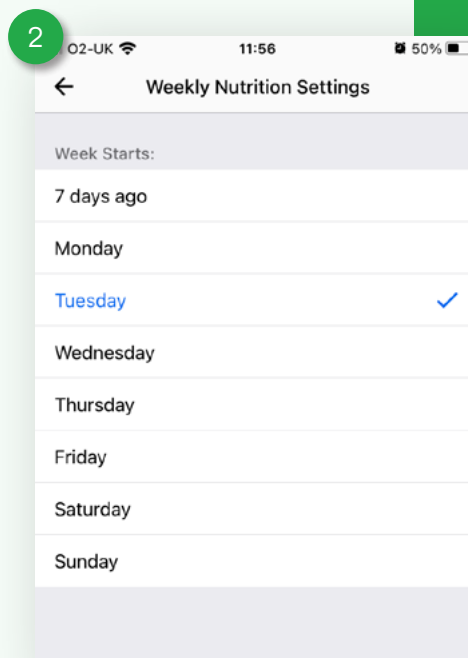 2
O2-UK 11:56 50%
Weekly Nutrition Settings
Week Starts:
7 days ago
Monday
Tuesday
Wednesday
Thursday
Friday
Saturday
Sunday